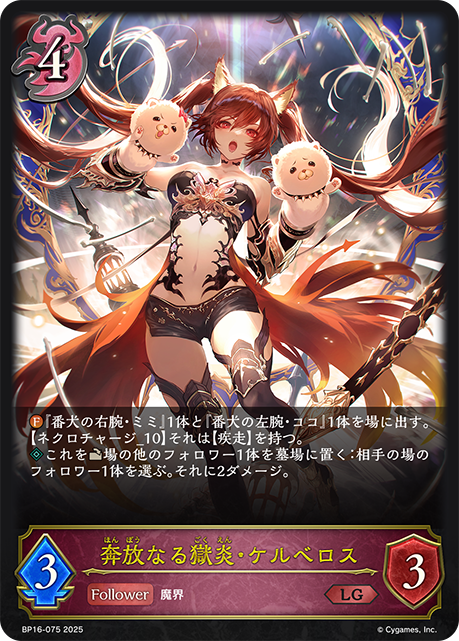 4
『番犬の右腕・ミミ』1体と『番犬の左腕・ココ』1体を場に出す。
【ネクロチャージ_10】それは【疾走】を持つ。
これを場の他のフォロワー1体を墓場に置く:相手の場の
フォロワー1体を選ぶ。それに2ダメージ。
ほんぽう ごくえん
奔放なる獄炎・ケルベロス
3
Follower 魔界
LG
3
BP16-075 2025
© Cygames, Inc.